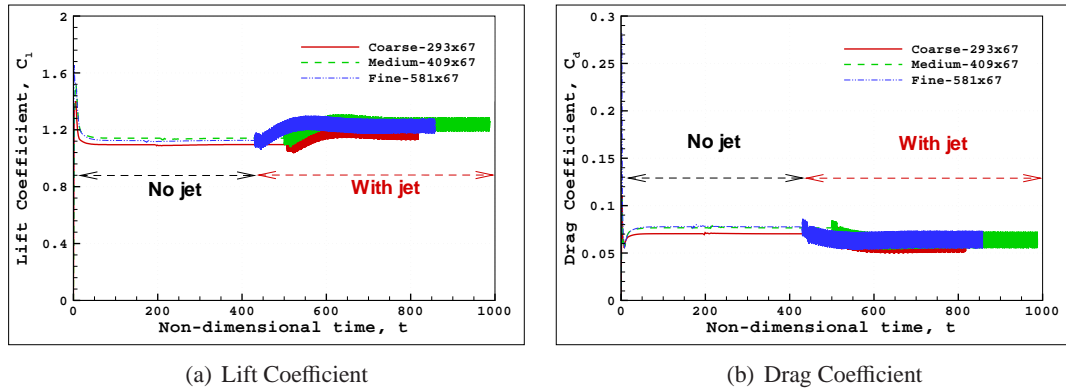 2
1.6
1.2
0.8
0.4
0
0 200 400 600 800 1000
Lift Coefficient, C_l
Non-dimensional time, t
Coarse-293x67
Medium-409x67
Fine-581x67
No jet
With jet
(a) Lift Coefficient
0.3
0.25
0.2
0.15
0.1
0.05
0
0 200 400 600 800 1000
Drag Coefficient, C_d
Non-dimensional time, t
Coarse-293x67
Medium-409x67
Fine-581x67
No jet
With jet
(b) Drag Coefficient